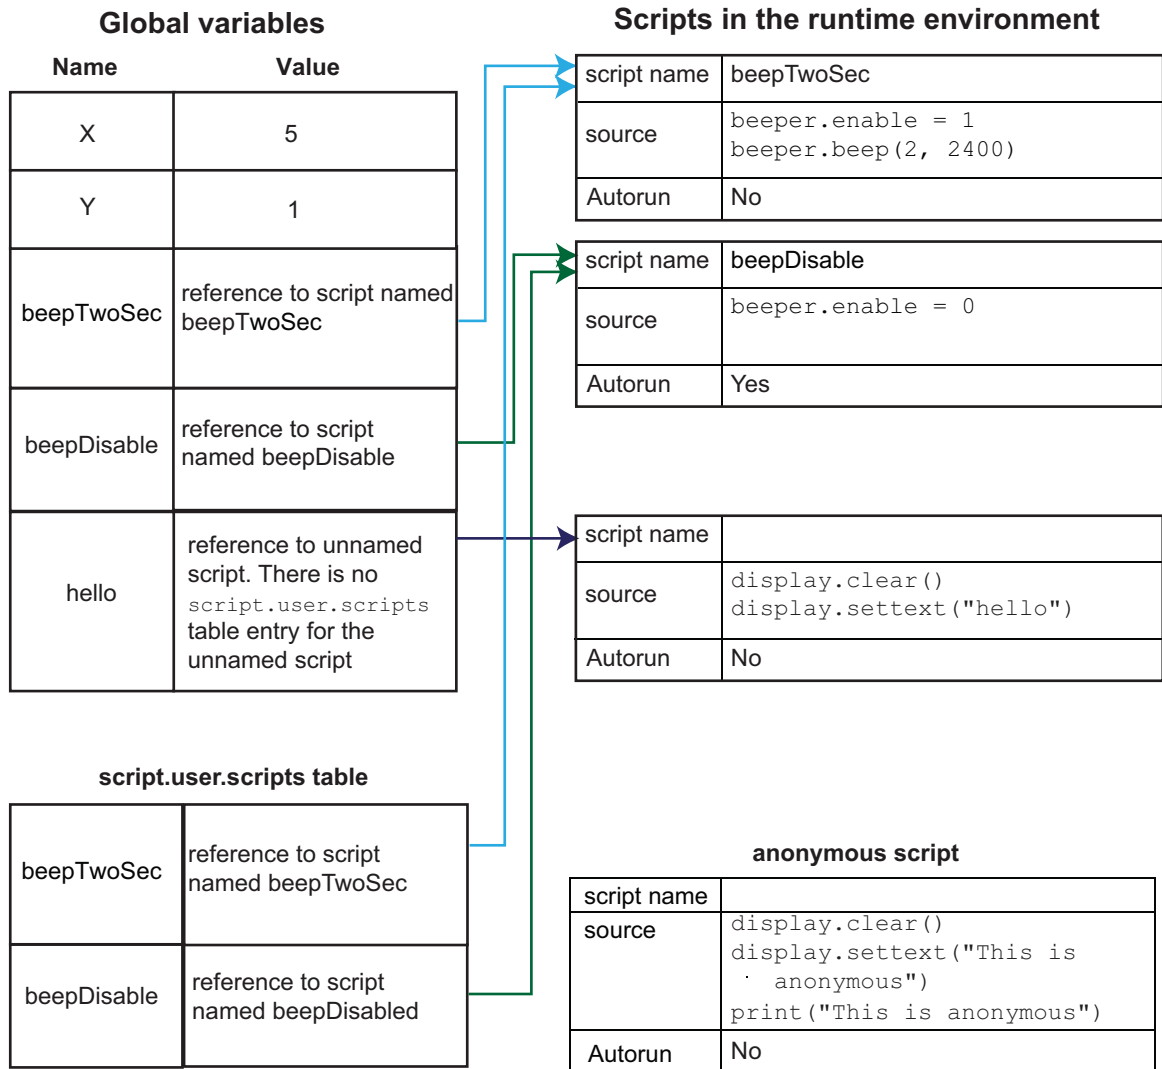 Global variables
Name Value
X 5
Y 1
beepTwoSec
reference to script named
beepTwoSec
beepDisable
reference to script
named beepDisable
hello
reference to unnamed
script. There is no
script.user.scripts
table entry for the
unnamed script
script.user.scripts table
beepTwoSec
reference to script
named beepTwoSec
beepDisable
reference to script
named beepDisabled
Scripts in the runtime environment
script name beepTwoSec
source
beeper.enable = 1
beeper.beep(2, 2400)
Autorun No
script name beepDisable
source
beeper.enable = 0
Autorun Yes
script name
source
display.clear()
display.settext("hello")
Autorun No
anonymous script
script name
source
display.clear()
display.settext("This is
anonymous")
print("This is anonymous")
Autorun No